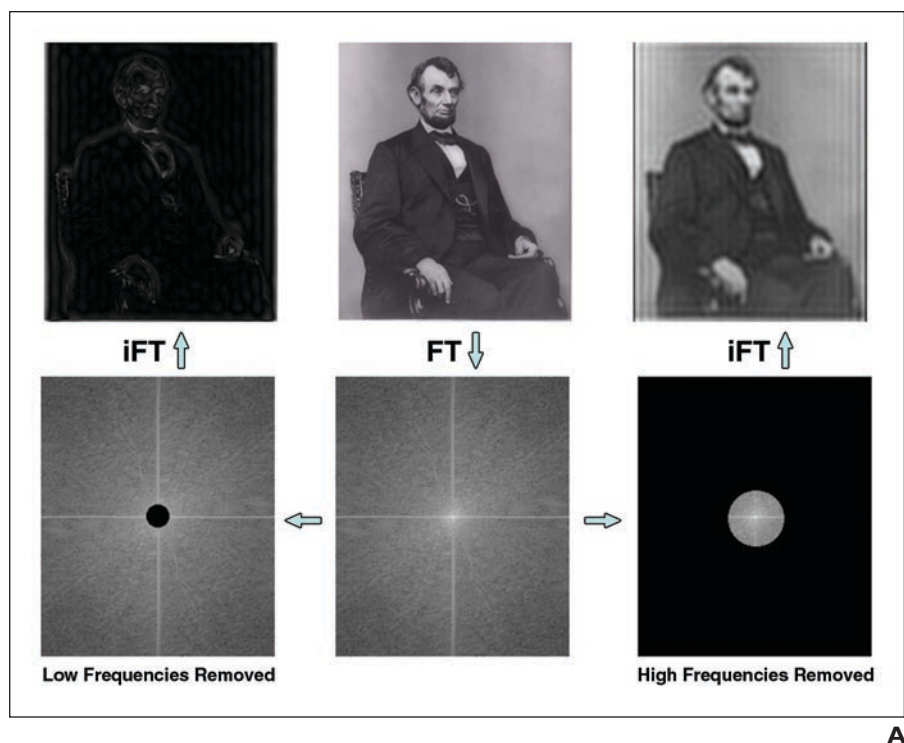 iFT
FT
iFT
Low Frequencies Removed
High Frequencies Removed
A